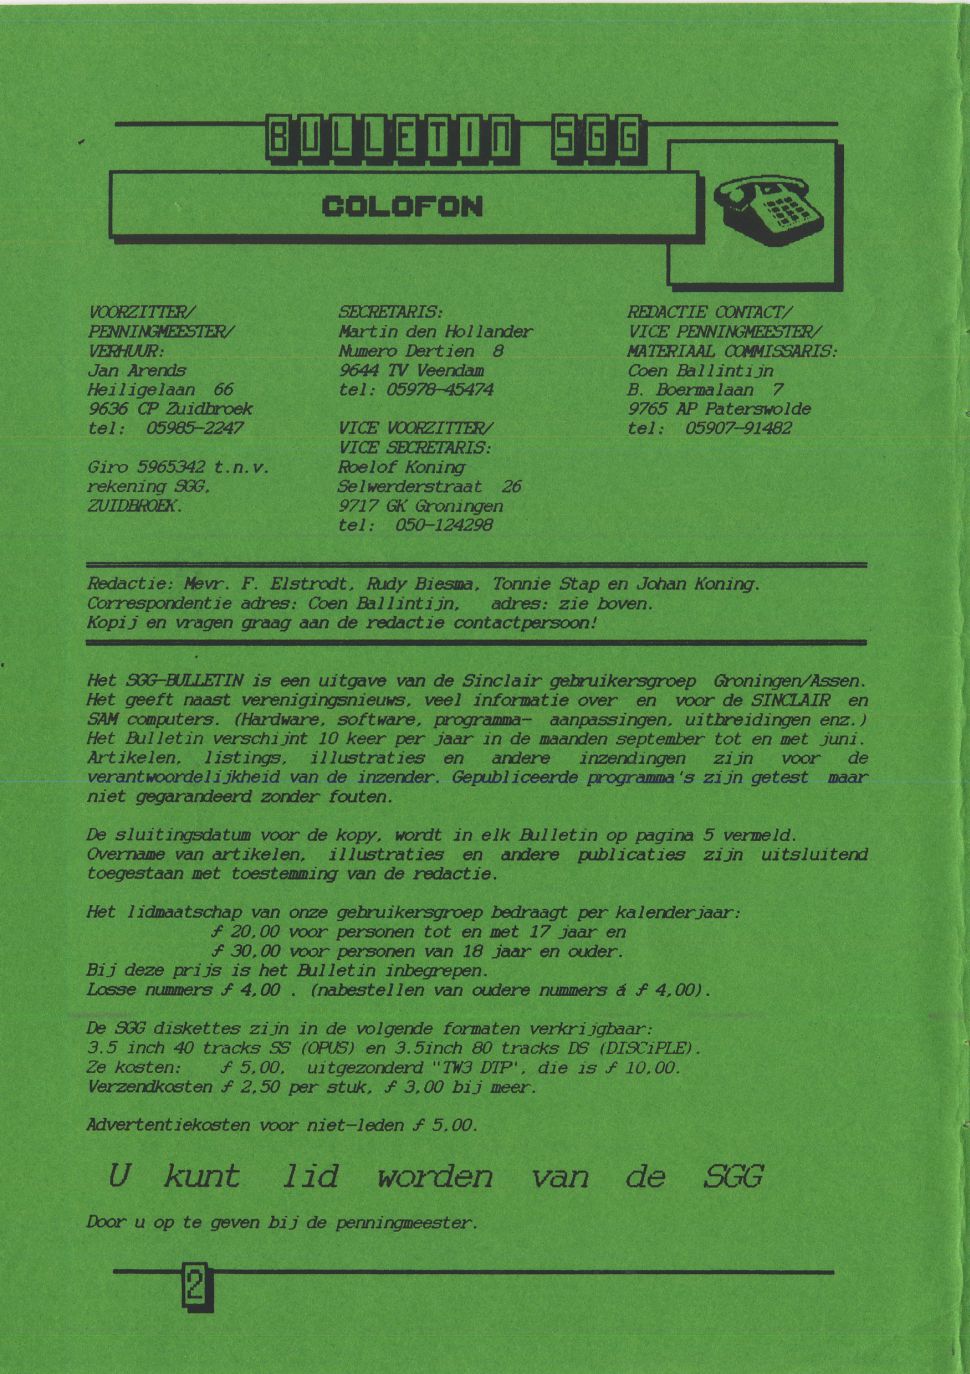 BULLETIN SGG
COLOFON
VOORZITTER/
PENNINGMEESTER/
VERHUUR:
Jan Arends
Heiligelaan 66
9636 CP Zuidbroek
tel: 05985-2247
Giro 5965342 t.n.v.
rekening SGG,
ZUIDBROEK.
SECRETARIS:
Martin den Hollander
Numero Dertien 8
9644 TV Veendam
tel: 05978-45474
VICE VOORZITTER/
VICE SECRETARIS:
Roelof Koning
Selwerderstraat 26
9717 GK Groningen
tel: 050-124298
REDACTIE CONTACT/
VICE PENNINGMEESTER/
MATERIAAL COMMISSARIS:
Coen Ballintijn
B. Boermalaan 7
9765 AP Paterswolde
tel: 05907-91482
Redactie: Mevr. F. Elstrodt, Rudy Biesma, Tonnie Stap en Johan Koning.
Correspondentie adres: Coen Ballintijn, adres: zie boven.
Kopij en vragen graag aan de redactie contactpersoon!
Het SGG-BULLETIN is een uitgave van de Sinclair gebruikersgroep Groningen/Assen.
Het geeft naast verenigingsnieuws, veel informatie over en voor de SINCLAIR en
SAM computers. (Hardware, software, programma- aanpassingen, uitbreidingen enz.)
Het Bulletin verschijnt 10 keer per jaar in de maanden september tot en met juni.
Artikelen, listings, illustraties en andere inzendingen zijn voor de
verantwoordelijkheid van de inzender. Gepubliceerde programma's zijn getest maar
niet gegarandeerd zonder fouten.
De sluitingsdatum voor de kopy, wordt in elk Bulletin op pagina 5 vermeld.
Overname van artikelen, illustraties en andere publicaties zijn uitsluitend
toegestaan met toestemming van de redactie.
Het lidmaatschap van onze gebruikersgroep bedraagt per kalenderjaar:
ƒ 20,00 voor personen tot en met 17 jaar en
ƒ 30,00 voor personen van 18 jaar en ouder.
Bij deze prijs is het Bulletin inbegrepen.
Losse nummers ƒ 4,00 . (nabestellen van oudere nummers á ƒ 4,00).
De SGG diskettes zijn in de volgende formaten verkrijgbaar:
3.5 inch 40 tracks SS (OPUS) en 3.5inch 80 tracks DS (DISCiPLE).
Ze kosten: ƒ 5,00, uitgezonderd "TW3 DTP", die is ƒ 10,00.
Verzendkosten ƒ 2,50 per stuk, ƒ 3,00 bij meer.
Advertentiekosten voor niet-leden ƒ 5,00.
U kunt lid worden van de SGG
Door u op te geven bij de penningmeester.
2